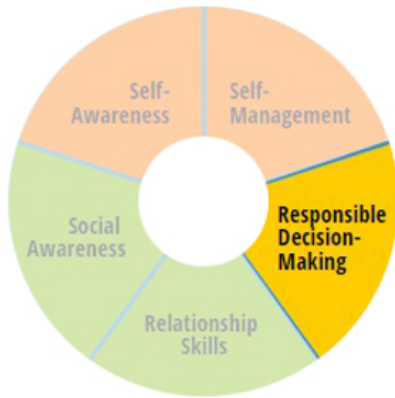 Self-
Awareness
Self-
Management
Responsible
Decision-
Making
Social
Awareness
Relationship
Skills